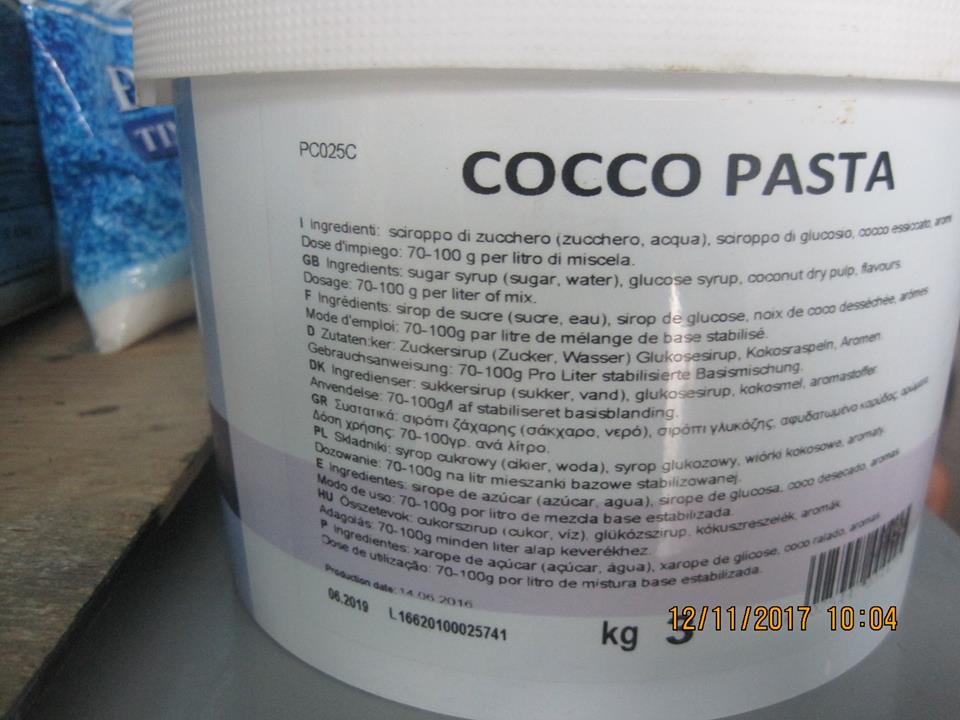 PC025C
COCCO PASTA
I Ingredienti: sciroppo di zucchero (zucchero, acqua), sciroppo di glucosio, cocco essiccato, aromi
Dose d'impiego: 70-100 g per litro di miscela.
GB Ingredients: sugar syrup (sugar, water), glucose syrup, coconut dry pulp, flavours.
Dosage: 70-100 g per liter of mix.
F Ingrédients: sirop de sucre (sucre, eau), sirop de glucose, noix de coco desséchée, arômes
Mode d'emploi: 70-100g par litre de mélange de base stabilisé.
D Zutaten:ker: Zuckersirup (Zucker, Wasser) Glukosesirup, Kokosraspeln, Aromen.
Gebrauchsanweisung: 70-100g Pro Liter stabilisierte Basismischung.
DK Ingredienser: sukkersirup (sukker, vand), glukosesirup, kokosmel, aromastoffer.
Anvendelse: 70-100g/l af stabiliseret basisblanding.
GR Συστατικά: σιρόπι ζάχαρης (σάκχαρο, νερό), σιρόπι γλυκόζης, αφυδατωμένα καρύδας, αρώματα
Δόση χρήσης: 70-100γρ. ανά λίτρο.
PL Składniki: syrop cukrowy (cikier, woda), syrop glukozowy, wiórki kokosowe, aromaty.
Dozowanie: 70-100g na litr mieszanki bazowe stabilizowanej.
E Ingredientes: sirope de azúcar (azúcar, agua), sirope de glucosa, coco desecado, aromas
Modo de uso: 70-100g por litro de mezcla base estabilizada.
HU Összetevok: cukorszirup (cukor, víz), glükózszirup, kókuszreszelék, aromák.
Adagolás: 70-100g minden liter alap keverékhez.
P Ingredientes: xarope de açúcar (açúcar, água), xarope de glicose, coco ralado, aromas.
Dose de utilização: 70-100g por litro de mistura base estabilizada.
Production date: 14.06.2016
06.2019 L16620100025741
kg 3
12/11/2017 10:04